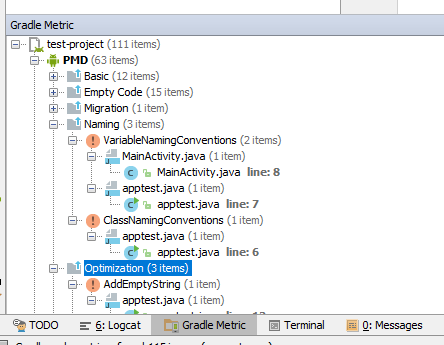 Gradle Metric
test-project (111 items)
PMD (63 items)
Basic (12 items)
Empty Code (15 items)
Migration (1 item)
Naming (3 items)
VariableNamingConventions (2 items)
MainActivity.java (1 item)
MainActivity.java line: 8
apptest.java (1 item)
apptest.java line: 7
ClassNamingConventions (1 item)
apptest.java (1 item)
apptest.java line: 6
Optimization (3 items)
AddEmptyString (1 item)
apptest.java (1 item)
TODO 6: Logcat Gradle Metric Terminal 0: Messages